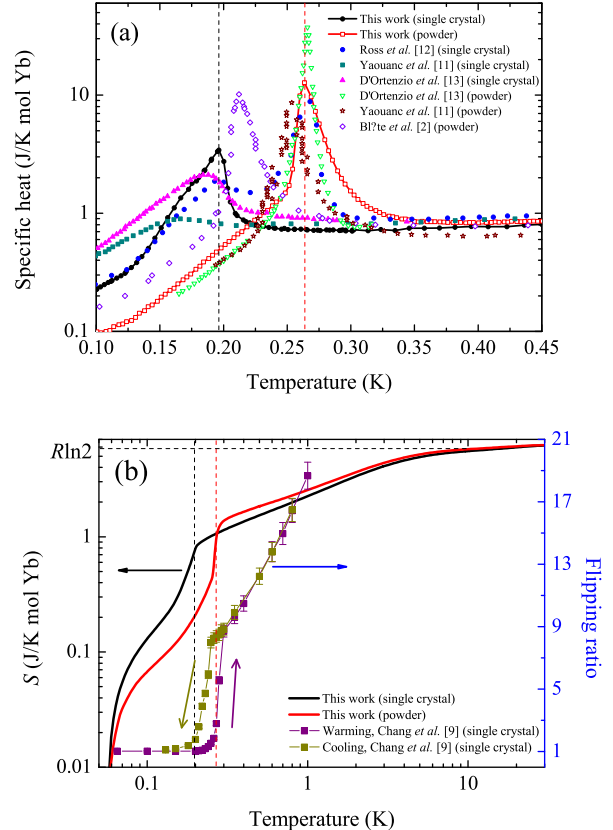 (a)
This work (single crystal)
This work (powder)
Ross et al. [12] (single crystal)
Yaouanc et al. [11] (single crystal)
D'Ortenzio et al. [13] (single crystal)
D'Ortenzio et al. [13] (powder)
Yaouanc et al. [11] (powder)
Bl?te et al. [2] (powder)
Specific heat (J/K mol Yb)
10
1
0.1
0.10 0.15 0.20 0.25 0.30 0.35 0.40 0.45
Temperature (K)
(b)
Rln2
1
0.1
0.01
S (J/K mol Yb)
21
18
15
12
9
6
3
1
Flipping ratio
This work (single crystal)
This work (powder)
Warming, Chang et al. [9] (single crystal)
Cooling, Chang et al. [9] (single crystal)
0.1 1 10
Temperature (K)